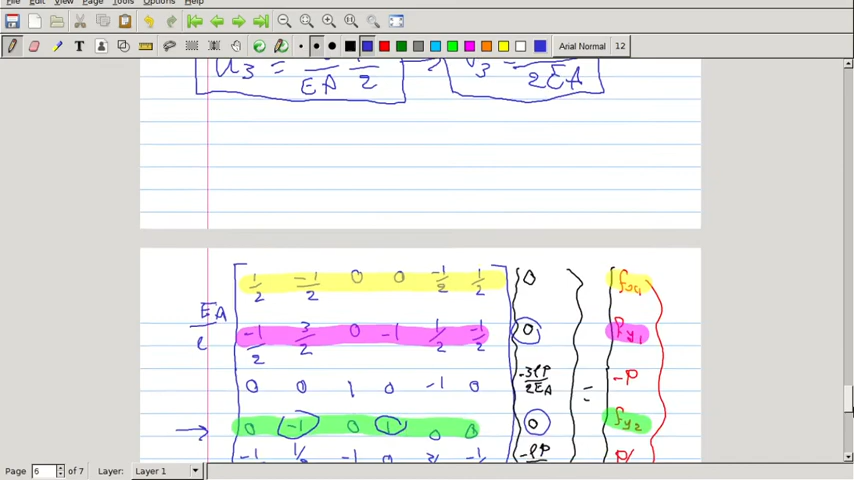 File Edit View Page Tools Options Help
Arial Normal 12
u3 = EA 2 → 2EA
1/2 -1/2 0 0 -1/2 1/2 0 fx1
EA/l -1/2 3/2 0 -1 1/2 -1/2 0 fy1
0 0 1 0 -1 0 -3lP/2EA = -P
→ 0 -1 0 1 0 0 0 fy2
-1 -1 0 -lP P/
Page 6 of 7 Layer: Layer 1